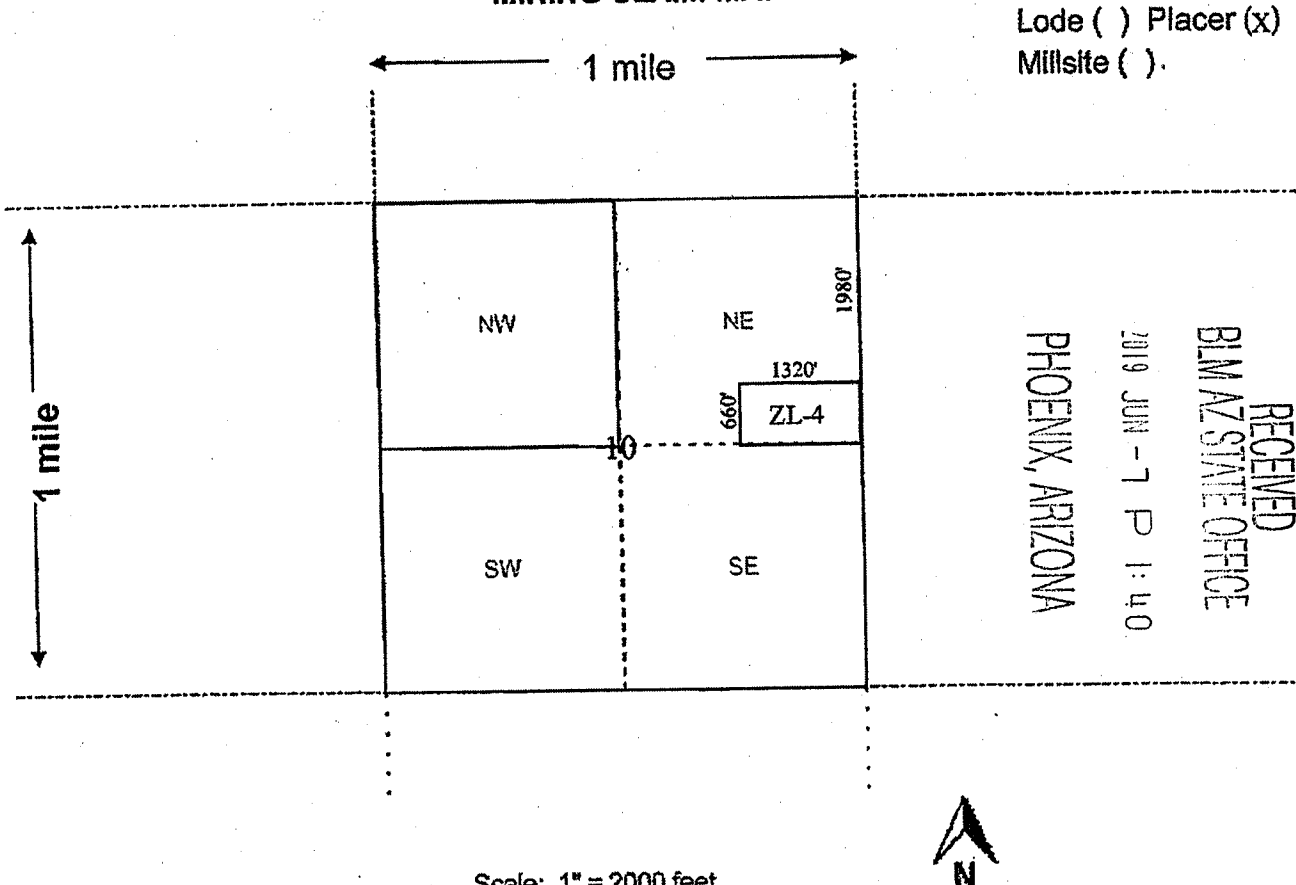 Lode ( ) Placer (x)
Millsite ( ).
1 mile
1 mile
NW
NE
1980'
1320'
660'
ZL-4
10
SW
SE
RECEIVED
BLM AZ STATE OFFICE
2019 JUN -7 P 1:40
PHOENIX, ARIZONA
Scale: 1" = 2000 feet
N